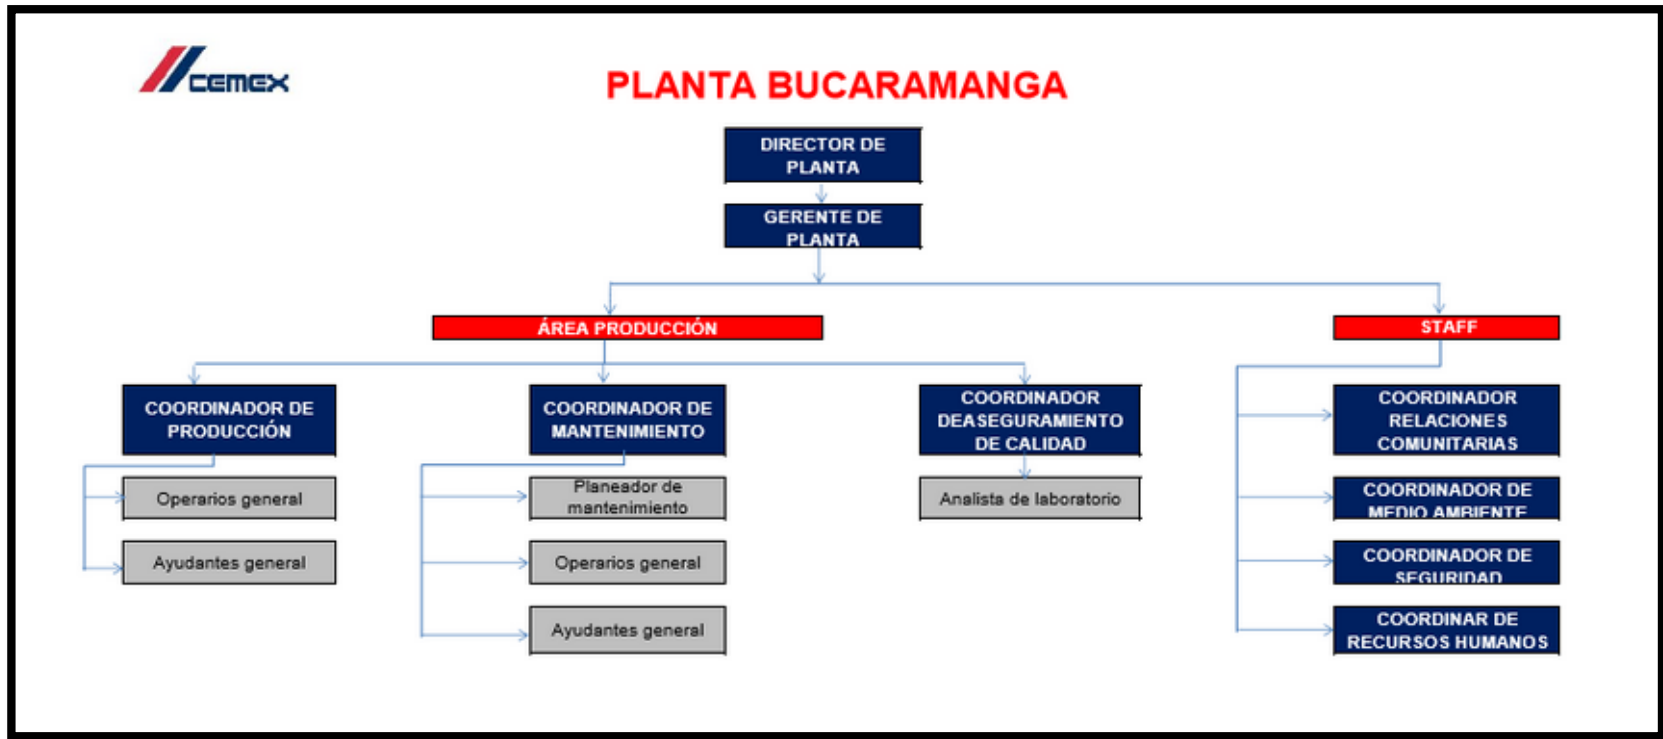 CEMEX
PLANTA BUCARAMANGA
DIRECTOR DE
PLANTA
GERENTE DE
PLANTA
ÁREA PRODUCCIÓN
STAFF
COORDINADOR DE
PRODUCCIÓN
Operarios general
Ayudantes general
COORDINADOR DE
MANTENIMIENTO
Planeador de
mantenimiento
Operarios general
Ayudantes general
COORDINADOR
DEASEGURAMIENTO
DE CALIDAD
Analista de laboratorio
COORDINADOR
RELACIONES
COMUNITARIAS
COORDINADOR DE
MEDIO AMBIENTE
COORDINADOR DE
SEGURIDAD
COORDINAR DE
RECURSOS HUMANOS